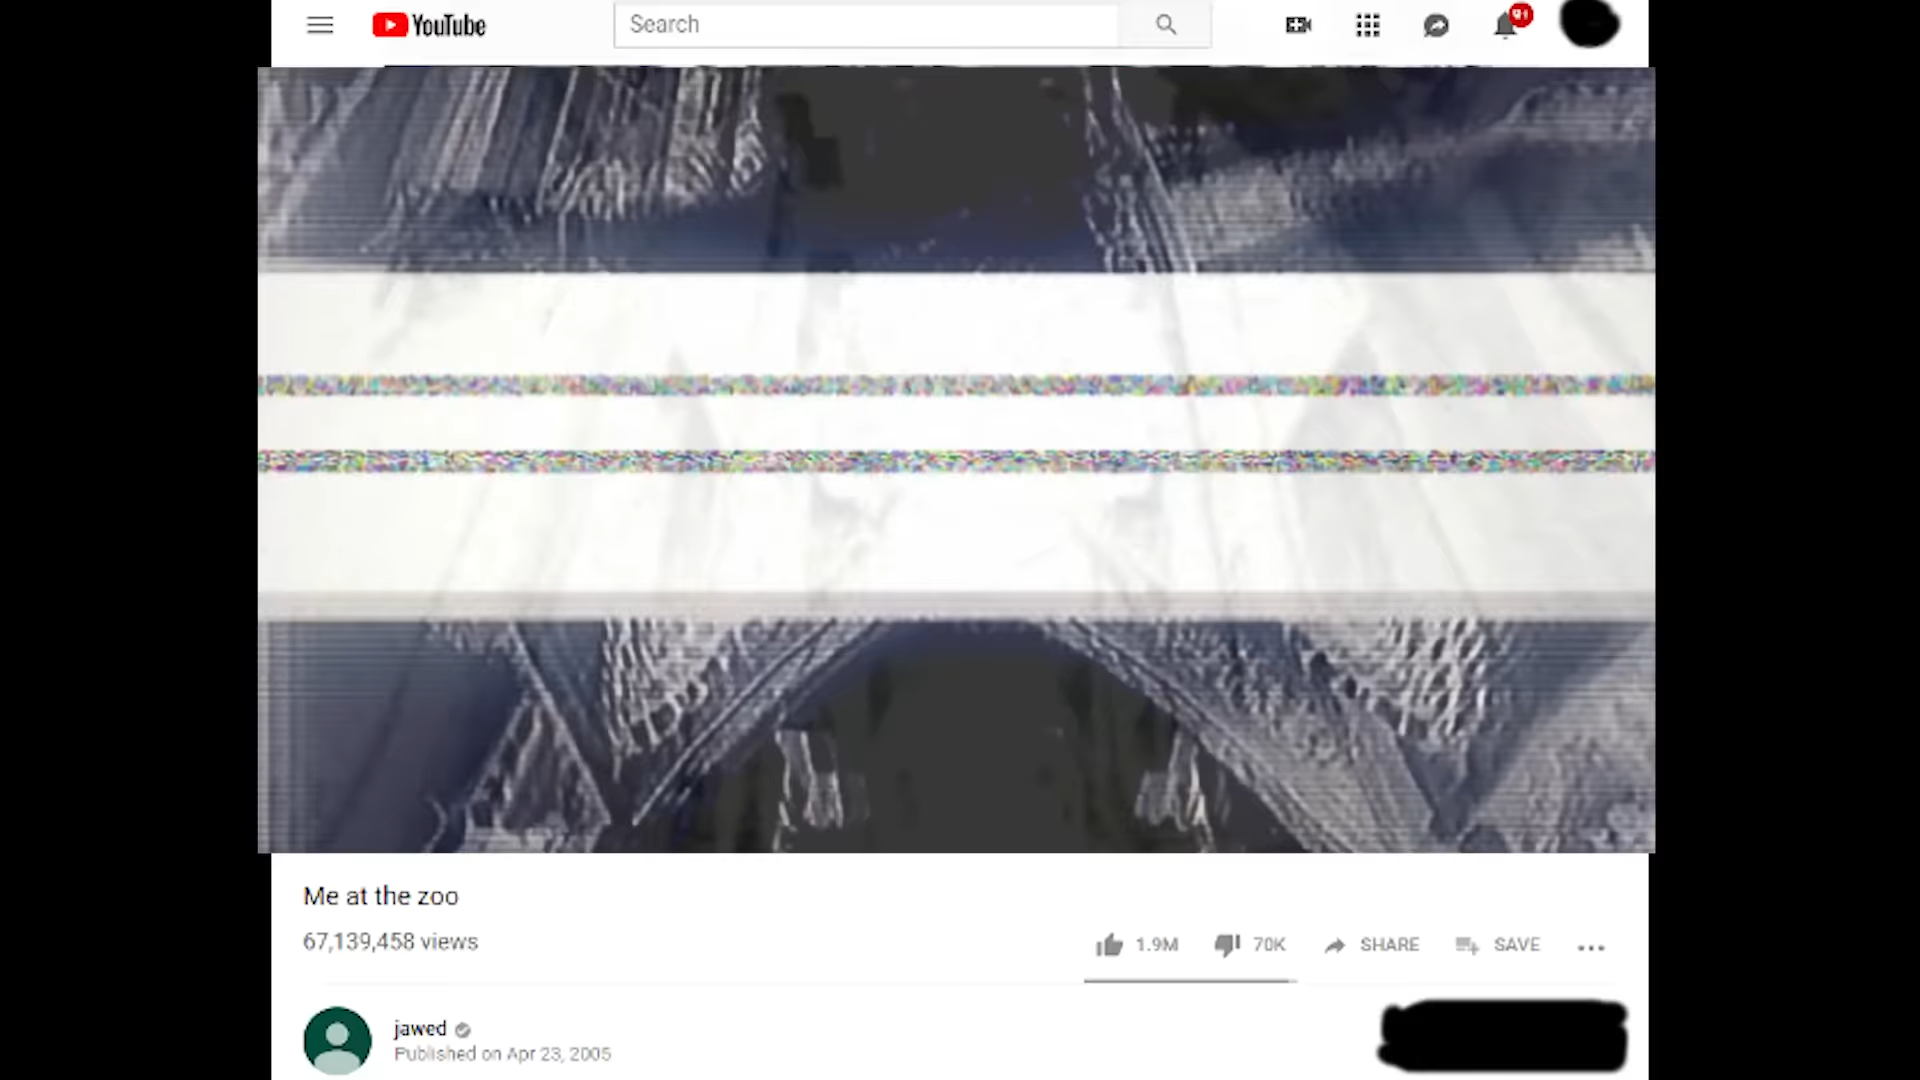 YouTube
Search
9+
Me at the zoo
67,139,458 views
1.9M
70K
SHARE
SAVE
jawed
Published on Apr 23, 2005